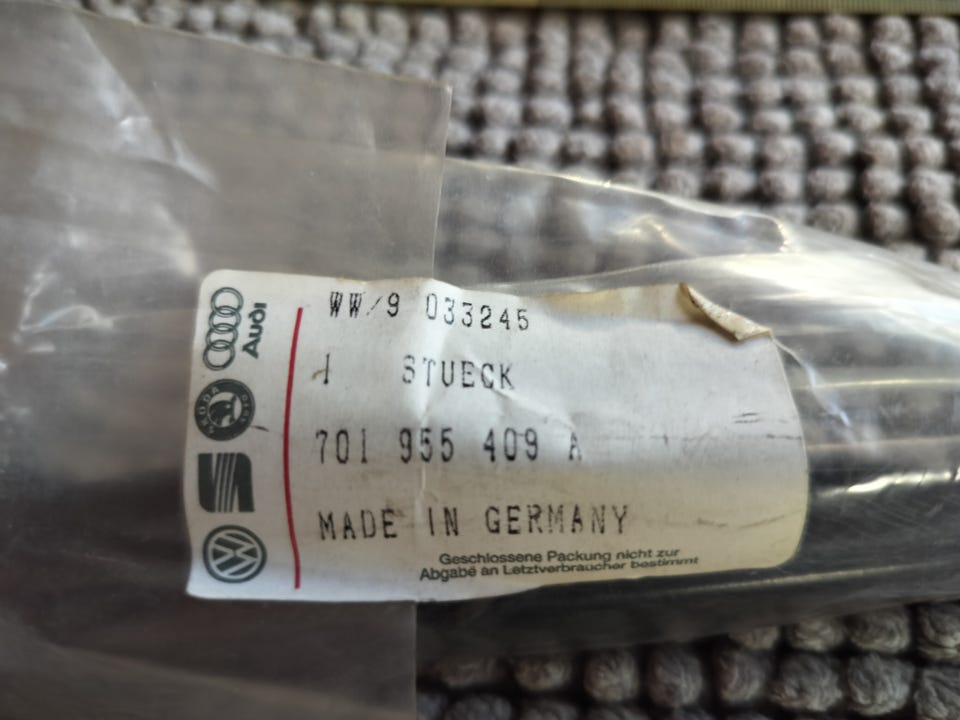 Audi
WW/9 033245
1 STUECK
ŠKODA
701 955 409 A
MADE IN GERMANY
Geschlossene Packung nicht zur
Abgabe an Letztverbraucher bestimmt